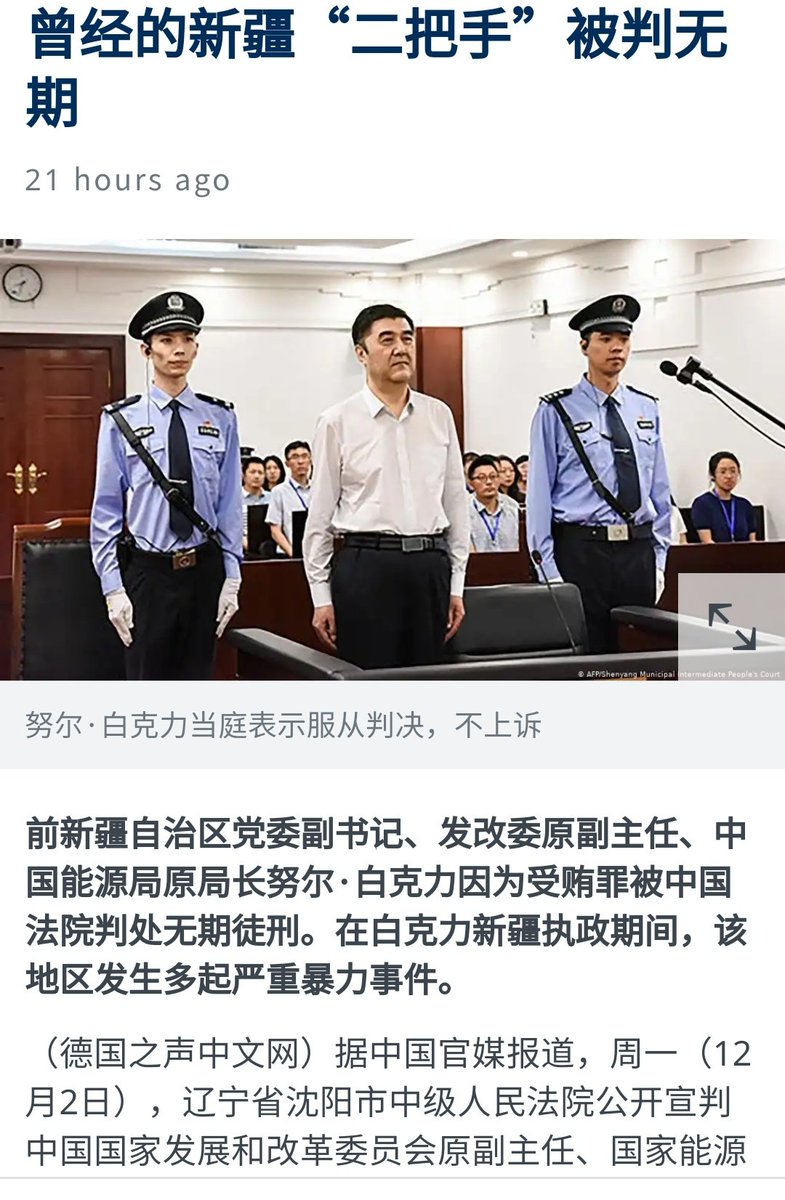 曾经的新疆“二把手”被判无
期
21 hours ago
© AFP/Shenyang Municipal Intermediate People's Court
努尔·白克力当庭表示服从判决，不上诉
前新疆自治区党委副书记、发改委原副主任、中
国能源局原局长努尔·白克力因为受贿罪被中国
法院判处无期徒刑。在白克力新疆执政期间，该
地区发生多起严重暴力事件。
（德国之声中文网）据中国官媒报道，周一（12
月2日），辽宁省沈阳市中级人民法院公开宣判
中国国家发展和改革委员会原副主任、国家能源